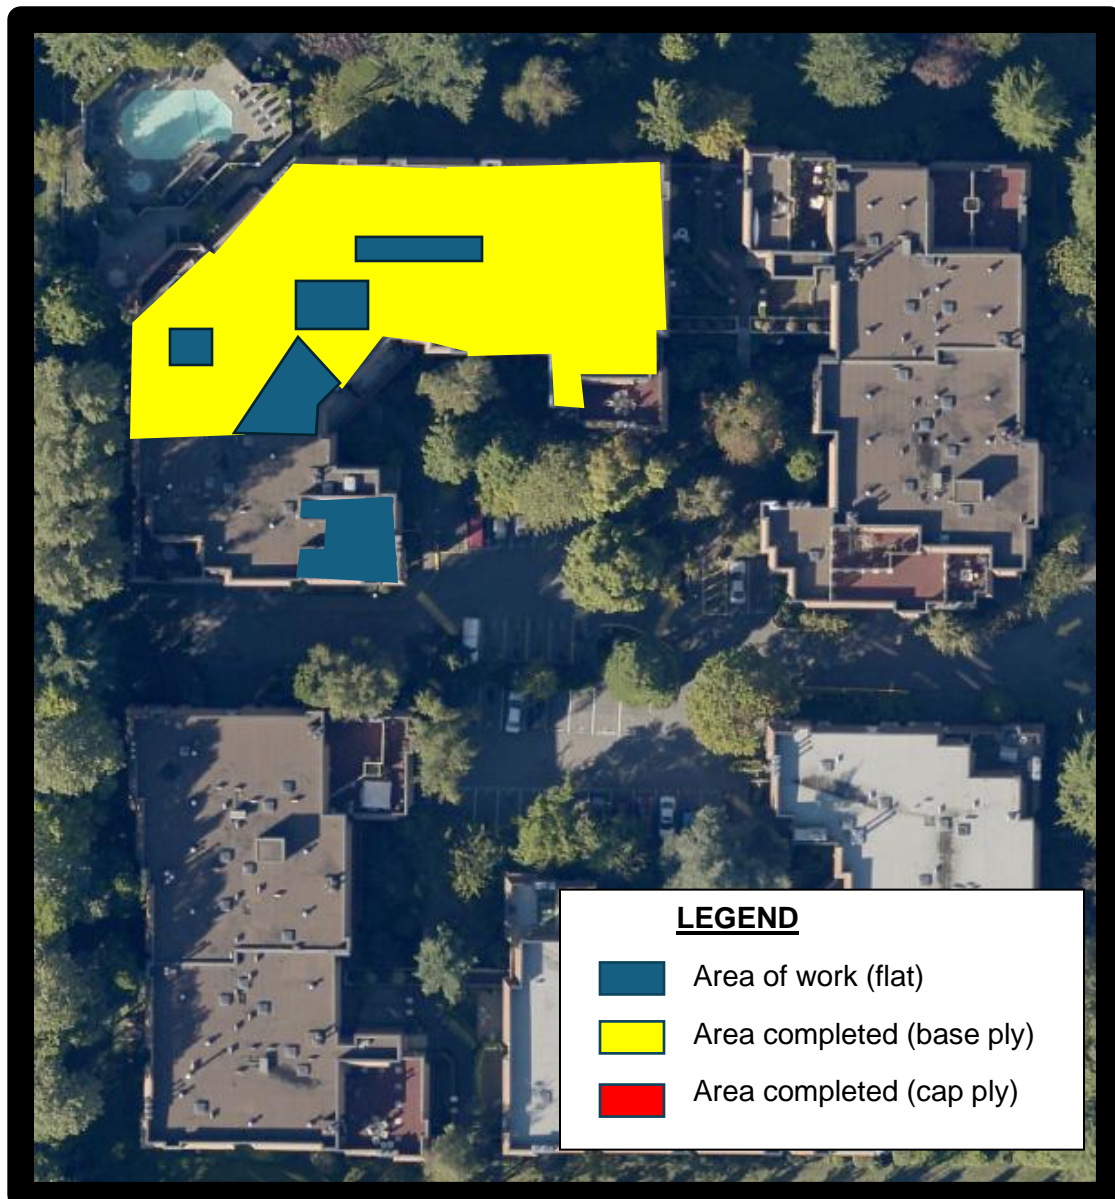 LEGEND
Area of work (flat)
Area completed (base ply)
Area completed (cap ply)